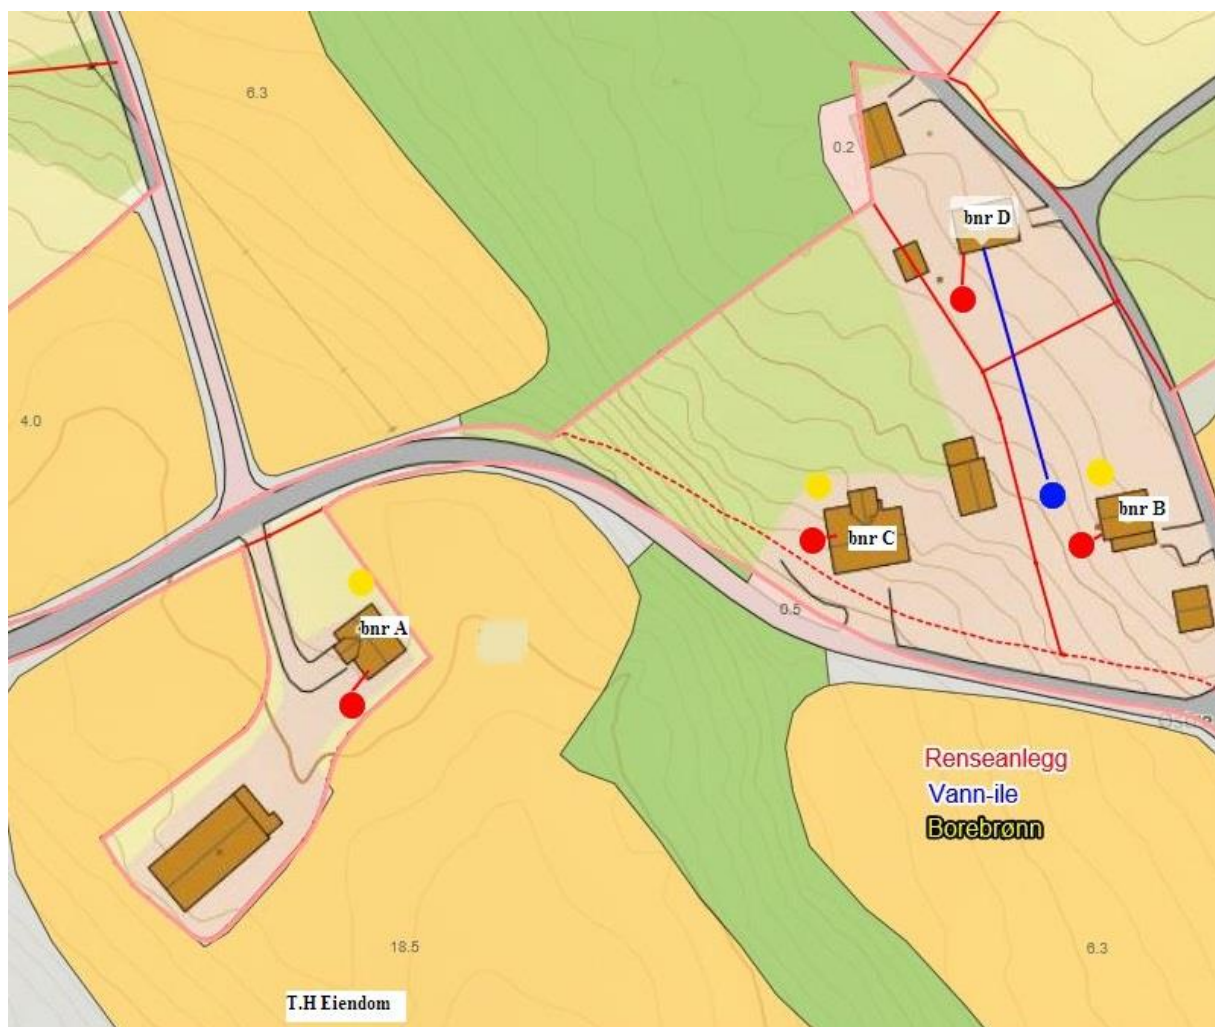 6.3
0.2
bnr D
4.0
bnr B
bnr C
0.5
bnr A
Renseanlegg
Vann-ile
Borebrønn
18.5
6.3
T.H Eiendom